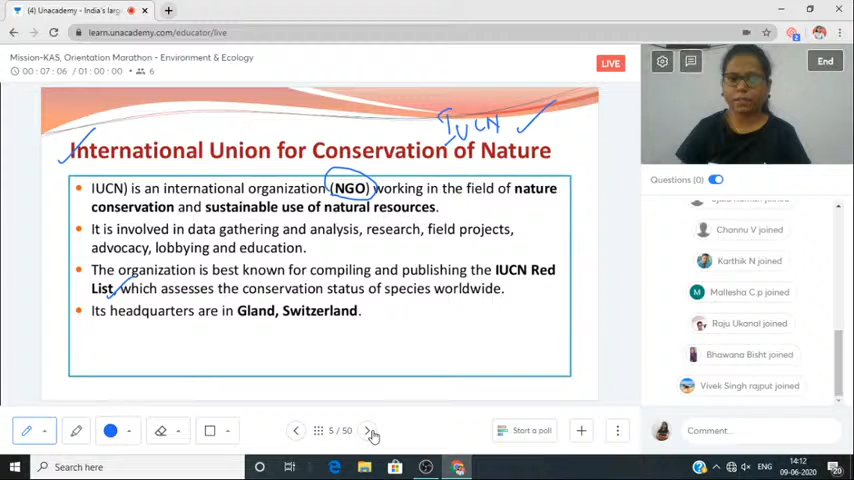 (4) Unacademy - India's larg
learn.unacademy.com/educator/live
Mission-KAS, Orientation Marathon - Environment & Ecology
00 : 07 : 06 / 01 : 00 : 00 • 6
LIVE
End
IUCN
International Union for Conservation of Nature
IUCN) is an international organization (NGO) working in the field of nature
conservation and sustainable use of natural resources.
It is involved in data gathering and analysis, research, field projects,
advocacy, lobbying and education.
The organization is best known for compiling and publishing the IUCN Red
List, which assesses the conservation status of species worldwide.
Its headquarters are in Gland, Switzerland.
Questions (0)
joined
Channu V joined
Karthik N joined
M
Mallesha C.p joined
Raju Ukanal joined
Bhawana Bisht joined
Vivek Singh rajput joined
5 / 50
Start a poll
Comment...
Search here
ENG
14:12
09-06-2020
20